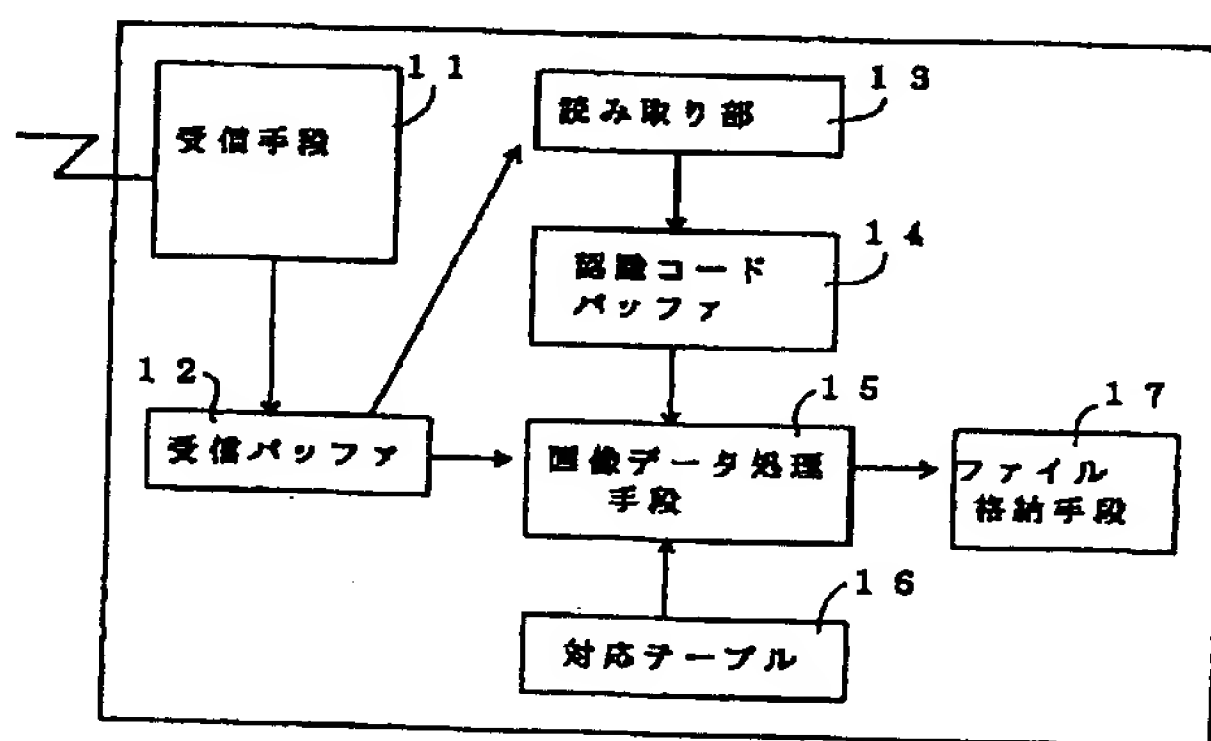 11
受信手段
13
読み取り部
14
認識コード
バッファ
12
受信バッファ
15
画像データ処理
手段
17
ファイル
格納手段
16
対応テーブル